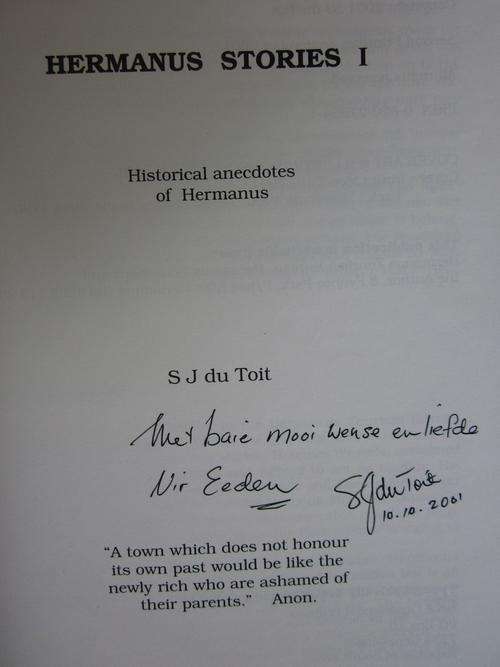 HERMANUS STORIES I
Historical anecdotes
of Hermanus
S J du Toit
Met baie mooi wense en liefde
Vir Eeden
SJ du Toit
10.10.2001
“A town which does not honour
its own past would be like the
newly rich who are ashamed of
their parents.” Anon.